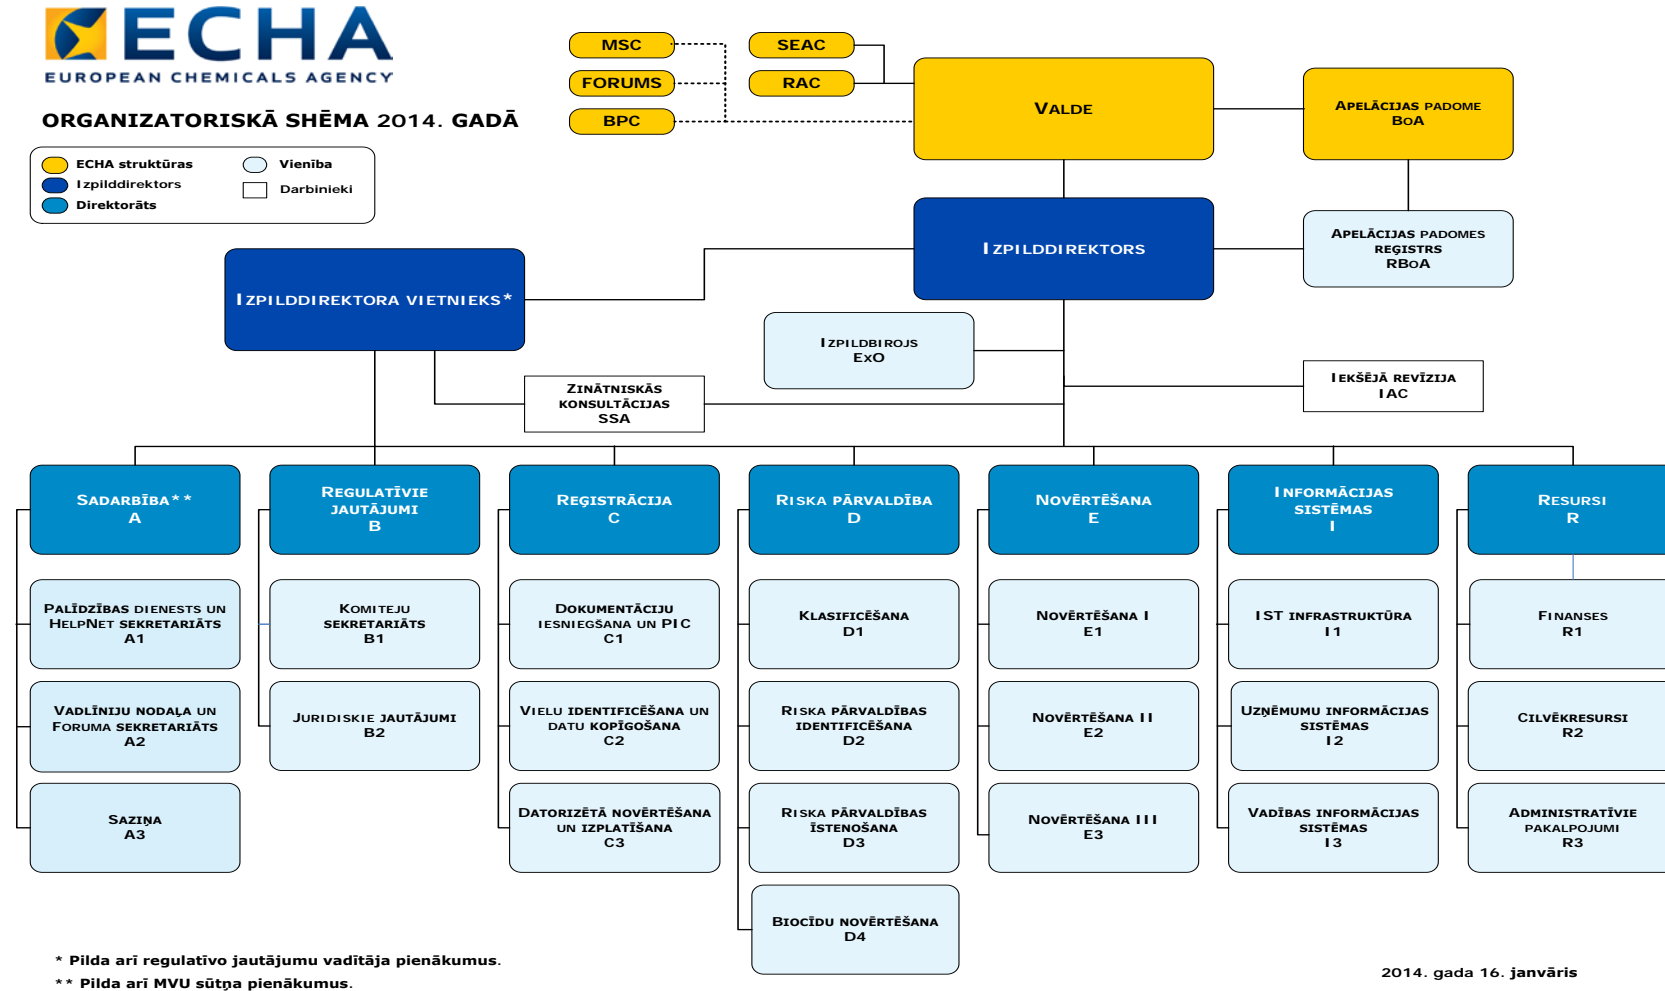 ECHA
EUROPEAN CHEMICALS AGENCY
ORGANIZATORISKĀ SHĒMA 2014. GADĀ
ECHA struktūras
Izpilddirektors
Direktorāts
Vienība
Darbinieki
MSC
FORUMS
BPC
SEAC
RAC
VALDE
APELĀCIJAS PADOME
BOA
IZPILDDIREKTORS
APELĀCIJAS PADOMES
REĢISTRS
RBOA
IZPILDDIREKTORA VIETNIEKS*
IZPILDBIROJS
EXO
ZINĀTNISKĀS
KONSULTĀCIJAS
SSA
IEKŠĒJĀ REVĪZIJA
IAC
SADARBĪBA**
A
REGULATĪVIE
JAUTĀJUMI
B
REĢISTRĀCIJA
C
RISKA PĀRVALDĪBA
D
NOVĒRTĒŠANA
E
INFORMĀCIJAS
SISTĒMAS
I
RESURSI
R
PALĪDZĪBAS DIENESTS UN
HELPNET SEKRETARIĀTS
A1
KOMITEJU
SEKRETARIĀTS
B1
DOKUMENTĀCIJU
IESNIEGŠANA UN PIC
C1
KLASIFICĒŠANA
D1
NOVĒRTĒŠANA I
E1
IST INFRASTRUKTŪRA
I1
FINANSES
R1
VADLĪNIJU NODAĻA UN
FORUMA SEKRETARIĀTS
A2
JURIDISKIE JAUTĀJUMI
B2
VIELU IDENTIFICĒŠANA UN
DATU KOPĪGOŠANA
C2
RISKA PĀRVALDĪBAS
IDENTIFICĒŠANA
D2
NOVĒRTĒŠANA II
E2
UZŅĒMUMU INFORMĀCIJAS
SISTĒMAS
I2
CILVĒKRESURSI
R2
SAZIŅA
A3
DATORIZĒTĀ NOVĒRTĒŠANA
UN IZPLATĪŠANA
C3
RISKA PĀRVALDĪBAS
ĪSTENOŠANA
D3
NOVĒRTĒŠANA III
E3
VADĪBAS INFORMĀCIJAS
SISTĒMAS
I3
ADMINISTRATĪVIE
PAKALPOJUMI
R3
BIOCĪDU NOVĒRTĒŠANA
D4
* Pilda arī regulatīvo jautājumu vadītāja pienākumus.
** Pilda arī MVU sūtņa pienākumus.
2014. gada 16. janvāris